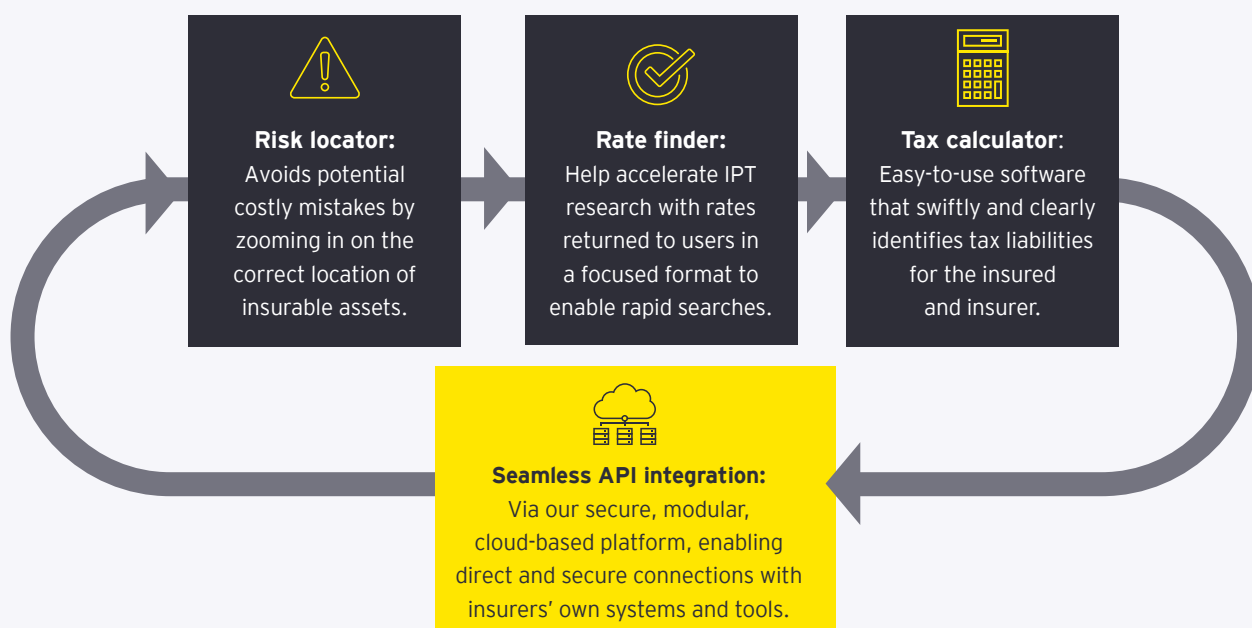 Risk locator:
Avoids potential
costly mistakes by
zooming in on the
correct location of
insurable assets.
Rate finder:
Help accelerate IPT
research with rates
returned to users in
a focused format to
enable rapid searches.
Tax calculator:
Easy-to-use software
that swiftly and clearly
identifies tax liabilities
for the insured
and insurer.
Seamless API integration:
Via our secure, modular,
cloud-based platform, enabling
direct and secure connections with
insurers’ own systems and tools.